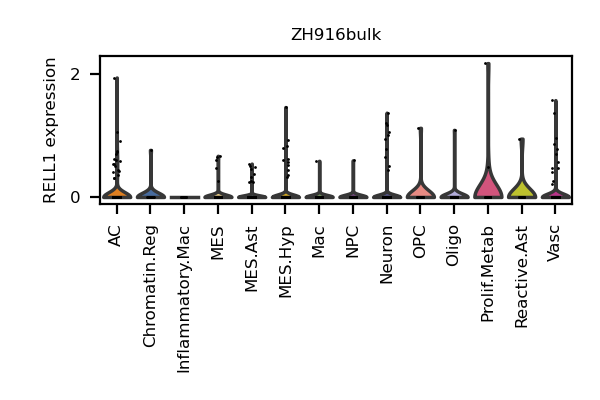 ZH916bulk
RELL1 expression
2
0
AC
Chromatin.Reg
Inflammatory.Mac
MES
MES.Ast
MES.Hyp
Mac
NPC
Neuron
OPC
Oligo
Prolif.Metab
Reactive.Ast
Vasc